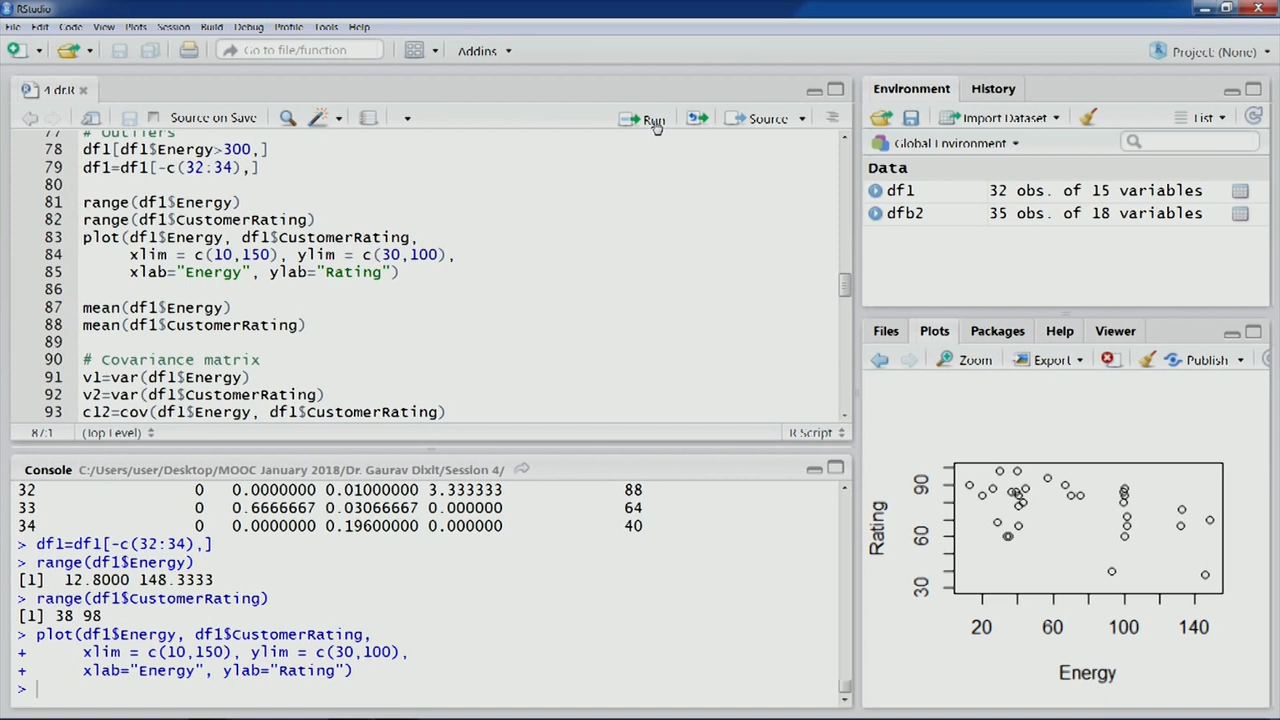 RStudio
File Edit Code View Plots Session Build Debug Profile Tools Help
Go to file/function
Addins
Project: (None)
4 dr.R
Source on Save
Run
Source
77 # Outliers
78 df1[df1$Energy>300,]
79 df1=df1[-c(32:34),]
80
81 range(df1$Energy)
82 range(df1$CustomerRating)
83 plot(df1$Energy, df1$CustomerRating,
84 xlim = c(10,150), ylim = c(30,100),
85 xlab="Energy", ylab="Rating")
86
87 mean(df1$Energy)
88 mean(df1$CustomerRating)
89
90 # Covariance matrix
91 v1=var(df1$Energy)
92 v2=var(df1$CustomerRating)
93 c12=cov(df1$Energy, df1$CustomerRating)
87:1 (Top Level) R Script
Console C:/Users/user/Desktop/MOOC January 2018/Dr. Gaurav Dixit/Session 4/
32 0 0.0000000 0.01000000 3.333333 88
33 0 0.6666667 0.03066667 0.000000 64
34 0 0.0000000 0.19600000 0.000000 40
> df1=df1[-c(32:34),]
> range(df1$Energy)
[1] 12.8000 148.3333
> range(df1$CustomerRating)
[1] 38 98
> plot(df1$Energy, df1$CustomerRating,
+ xlim = c(10,150), ylim = c(30,100),
+ xlab="Energy", ylab="Rating")
>
Environment History
Import Dataset List
Global Environment
Data
df1 32 obs. of 15 variables
dfb2 35 obs. of 18 variables
Files Plots Packages Help Viewer
Zoom Export Publish
Rating
90
60
30
20 60 100 140
Energy